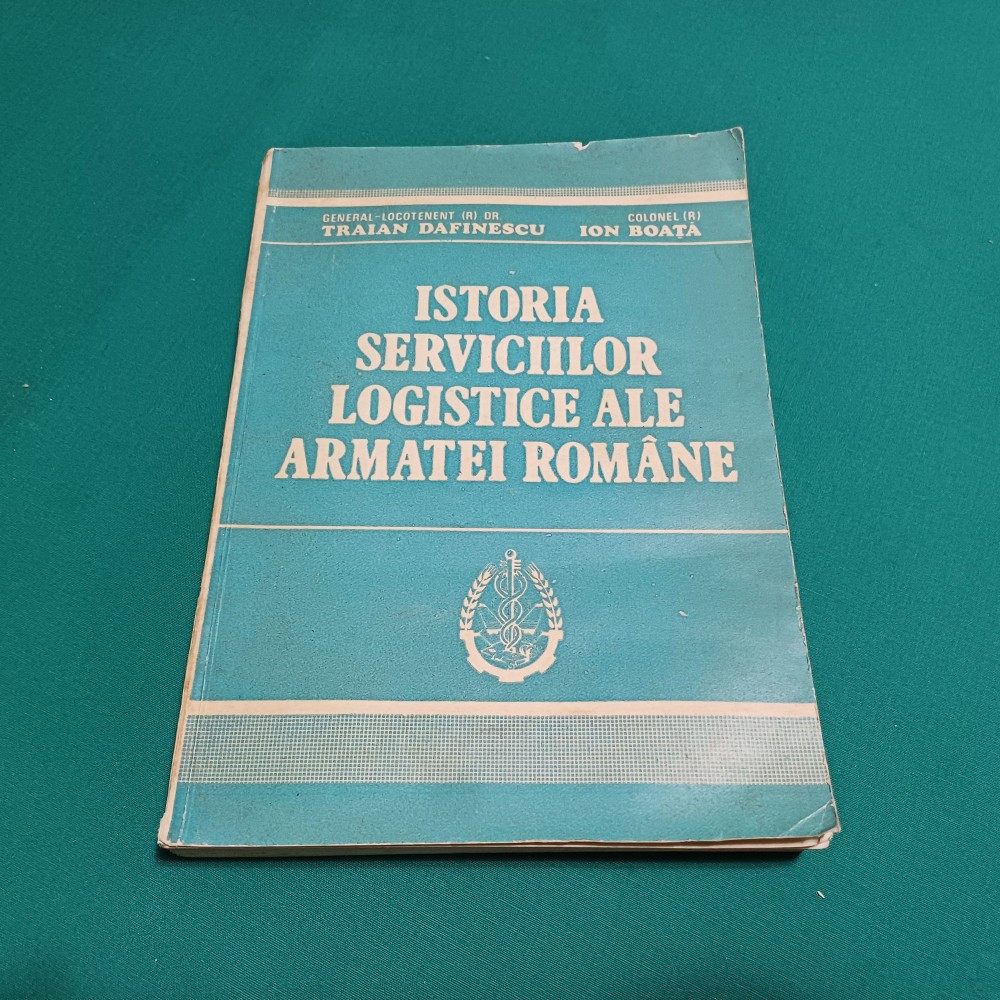 GENERAL-LOCOTENENT (R) DR. COLONEL (R)
TRAIAN DAFINESCU ION BOAȚĂ
ISTORIA
SERVICIILOR
LOGISTICE ALE
ARMATEI ROMÂNE